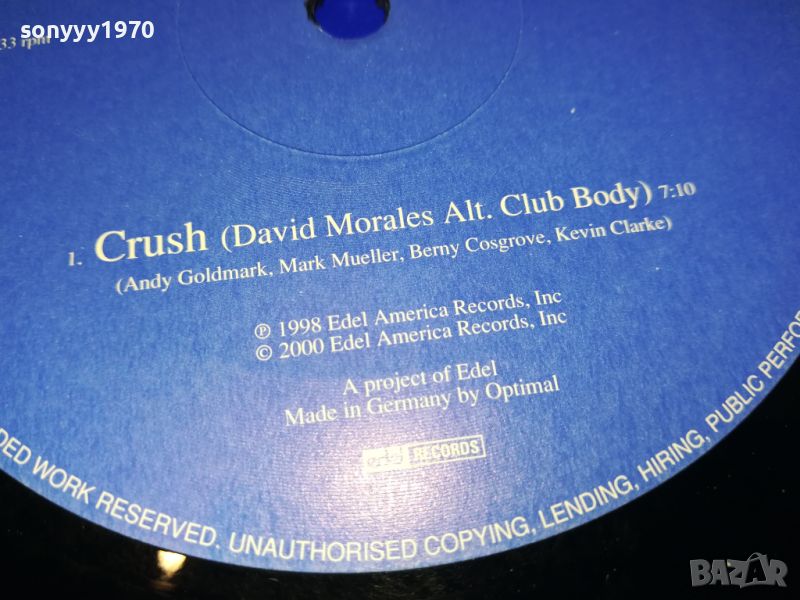 sonyyy1970
33 rpm
1. Crush (David Morales Alt. Club Body) 7:10
(Andy Goldmark, Mark Mueller, Berny Cosgrove, Kevin Clarke)
℗ 1998 Edel America Records, Inc
© 2000 Edel America Records, Inc
A project of Edel
Made in Germany by Optimal
RECORDS
DED WORK RESERVED. UNAUTHORISED COPYING, LENDING, HIRING, PUBLIC PERFOR
BAZAR